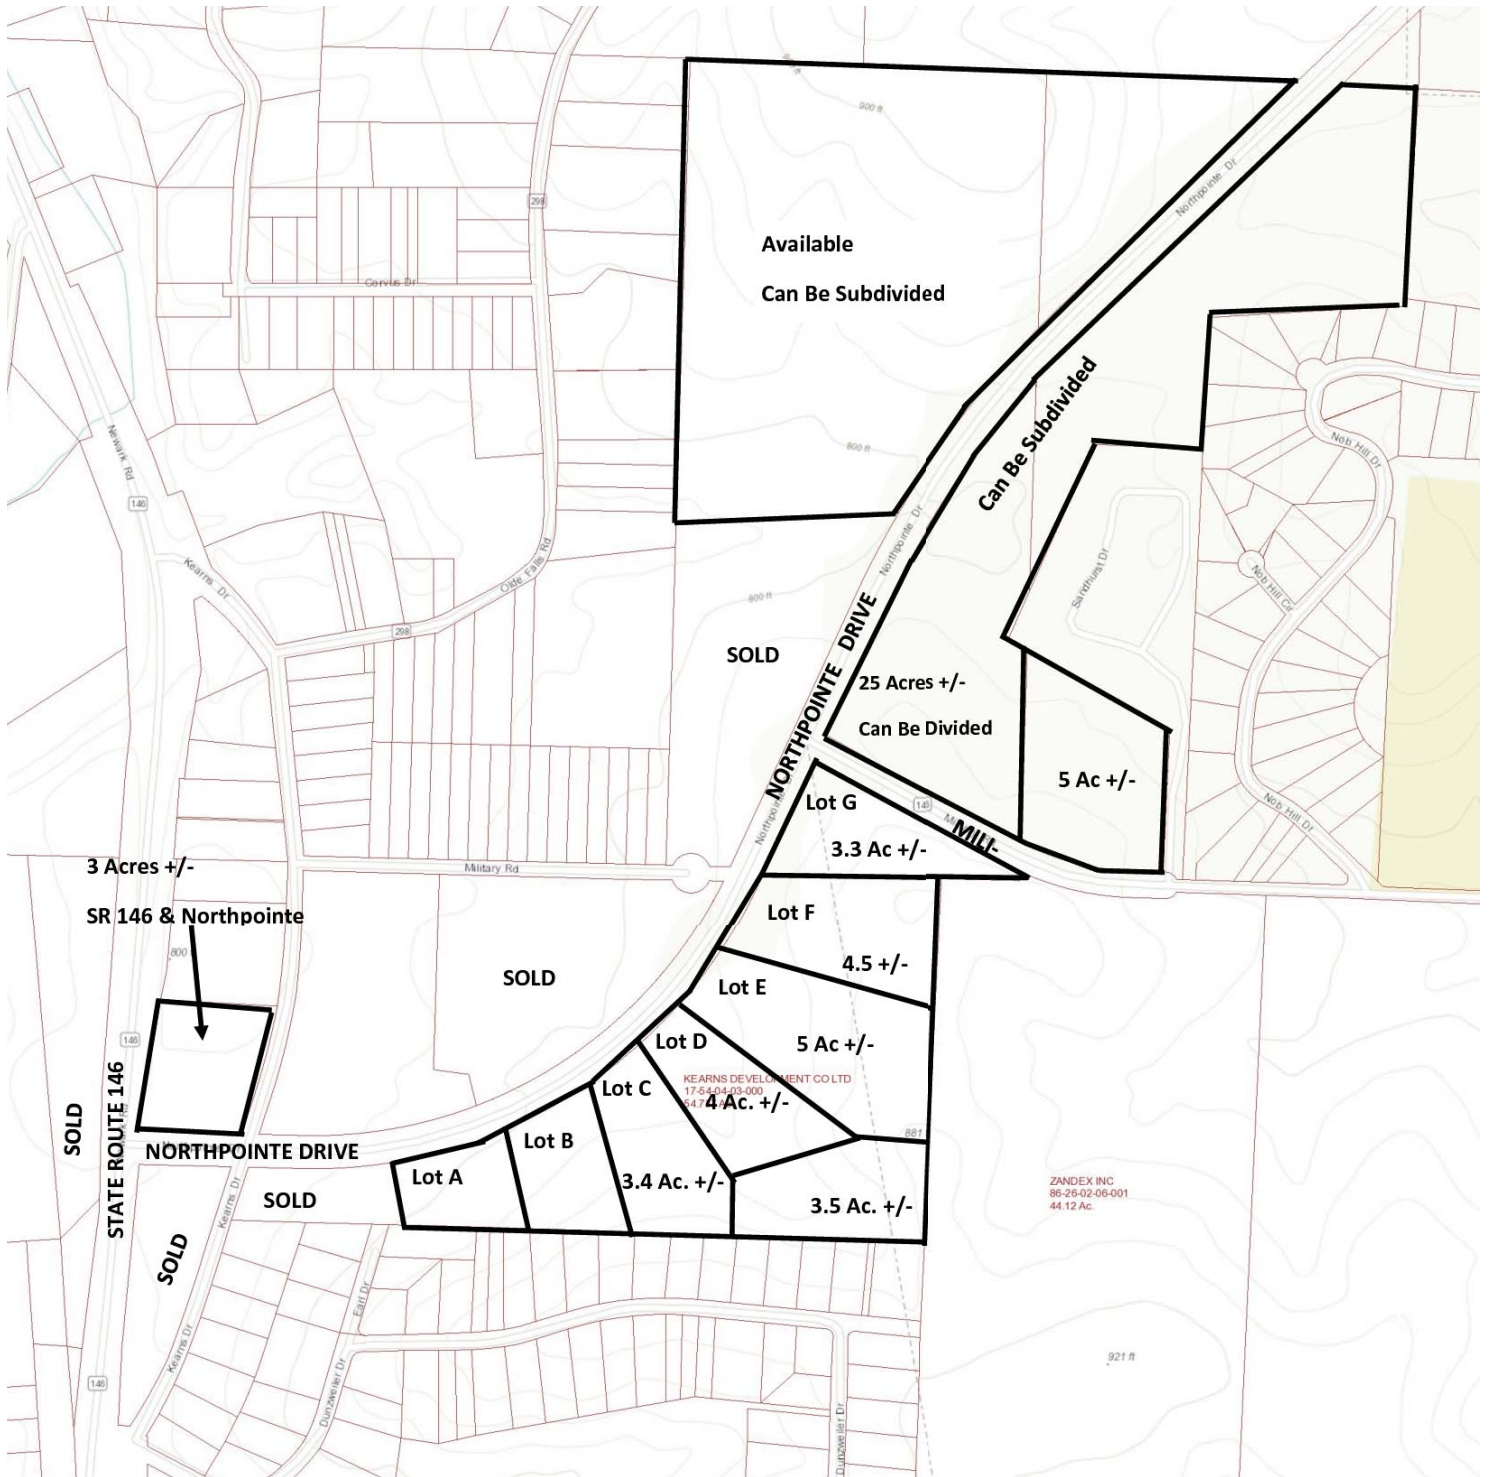 900 ft
298
Northpointe Dr
Available
Can Be Subdivided
Corvus Dr
Can Be Subdivided
Newark Rd
800 ft
Nob Hill Dr
146
Northpointe Dr
Kearns Dr
Olde Falls Rd
Sandhurst Dr
Nob Hill Cir
800 ft
298
SOLD
NORTHPOINTE DRIVE
25 Acres +/-
Can Be Divided
5 Ac +/-
Lot G
146
MILI-
Nob Hill Dr
Northpointe Dr
3.3 Ac +/-
3 Acres +/-
Military Rd
SR 146 & Northpointe
Lot F
800
4.5 +/-
SOLD
Lot E
146
Lot D
5 Ac +/-
Lot C
KEARNS DEVELOPMENT CO LTD
17-54-04-03-000
4 Ac. +/-
SOLD
STATE ROUTE 146
NORTHPOINTE DRIVE
Lot B
881
Lot A
3.4 Ac. +/-
3.5 Ac. +/-
ZANDEX INC
86-26-02-06-001
44.12 Ac.
SOLD
Kearns Dr
SOLD
Earl Dr
Kearns Dr
921 ft
146
Dunzweiler Dr
Dunzweiler Dr